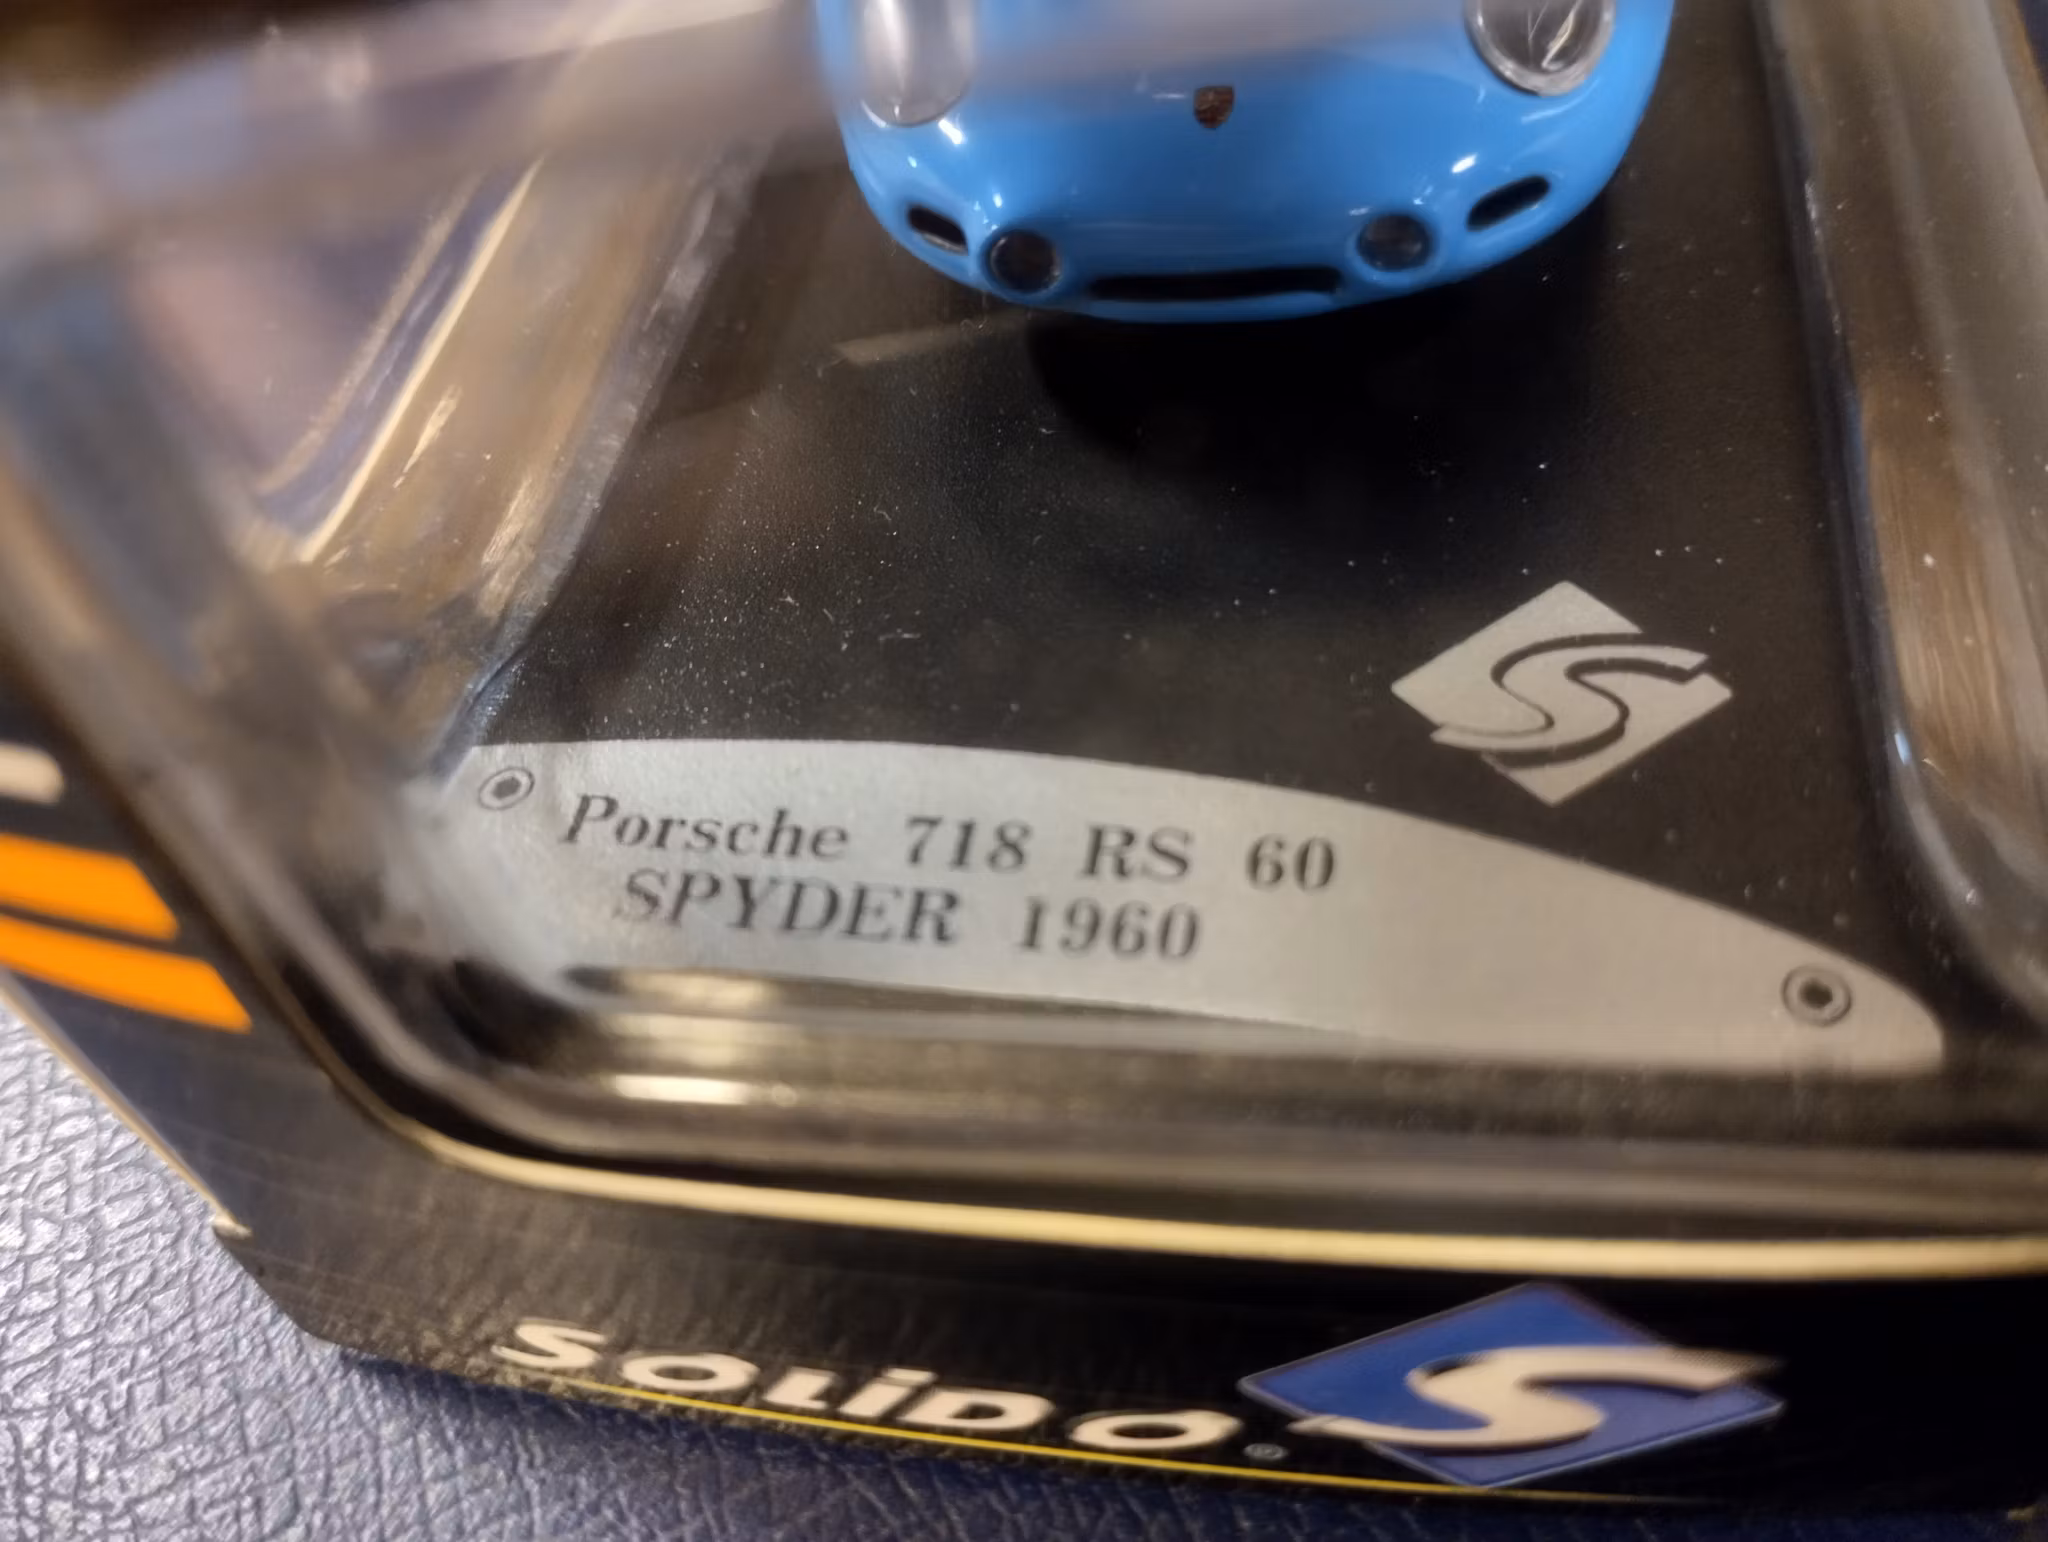 Porsche 718 RS 60
SPYDER 1960
SOLiDO®